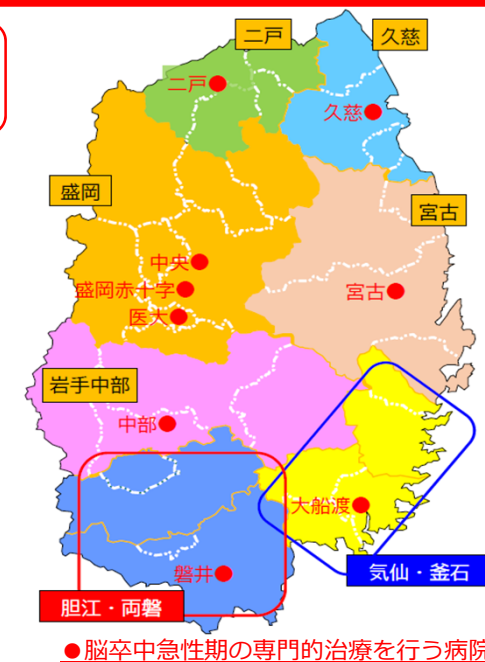 二戸
久慈
二戸
久慈
盛岡
宮古
中央
盛岡赤十字
宮古
医大
岩手中部
中部
大船渡
磐井
気仙・釜石
胆江・両磐
●脳卒中急性期の専門的治療を行う病院